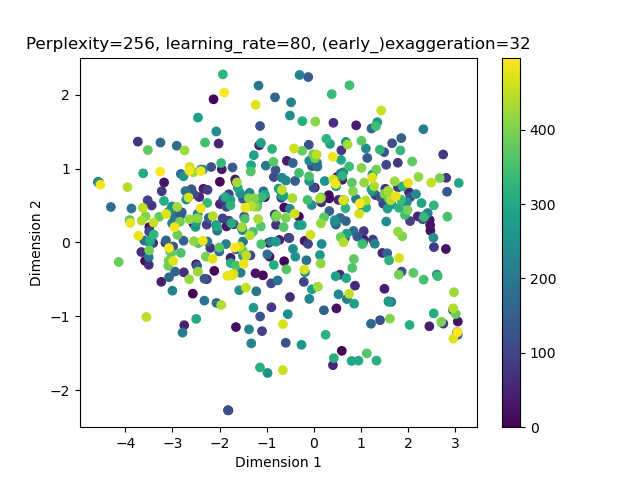 Perplexity=256, learning_rate=80, (early_)exaggeration=32
Dimension 2
2
1
0
−1
−2
−4 −3 −2 −1 0 1 2 3
Dimension 1
400
300
200
100
0